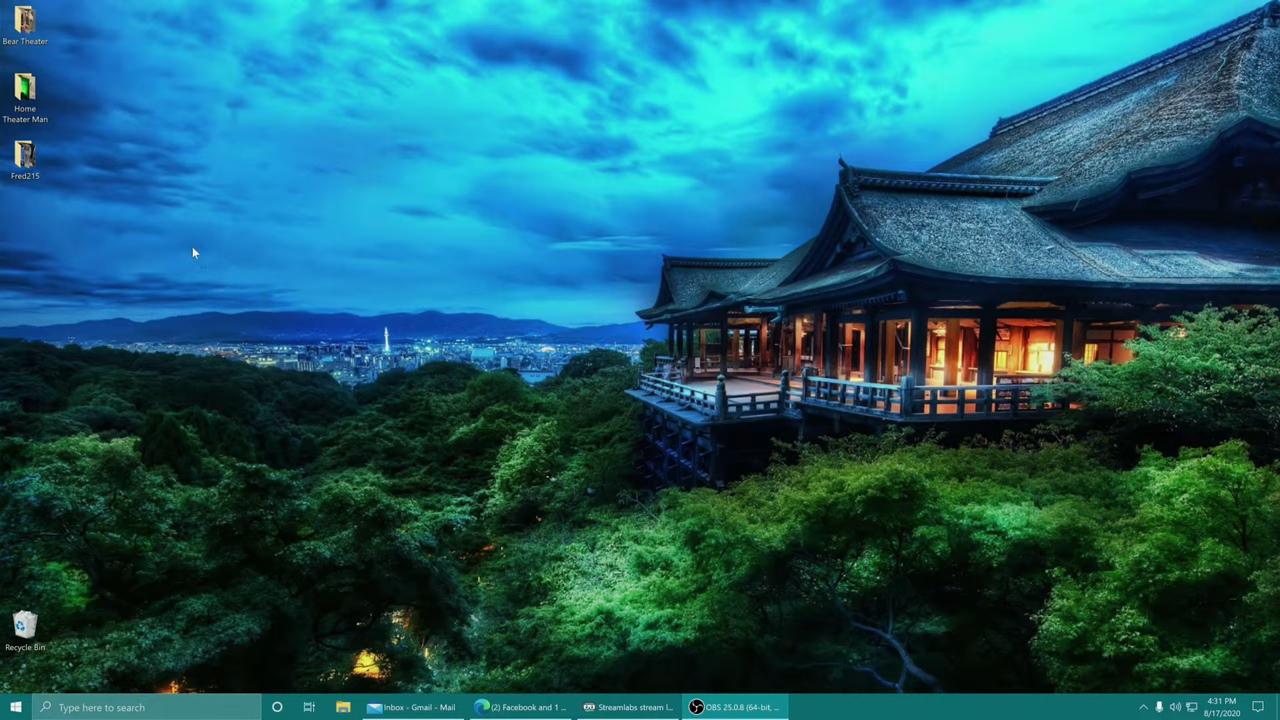 Bear Theater
Home
Theater Man
Fred215
Recycle Bin
Type here to search
Inbox - Gmail - Mail
(2) Facebook and 1 ...
Streamlabs stream l...
OBS 25.0.8 (64-bit, ...
4:31 PM
8/17/2020